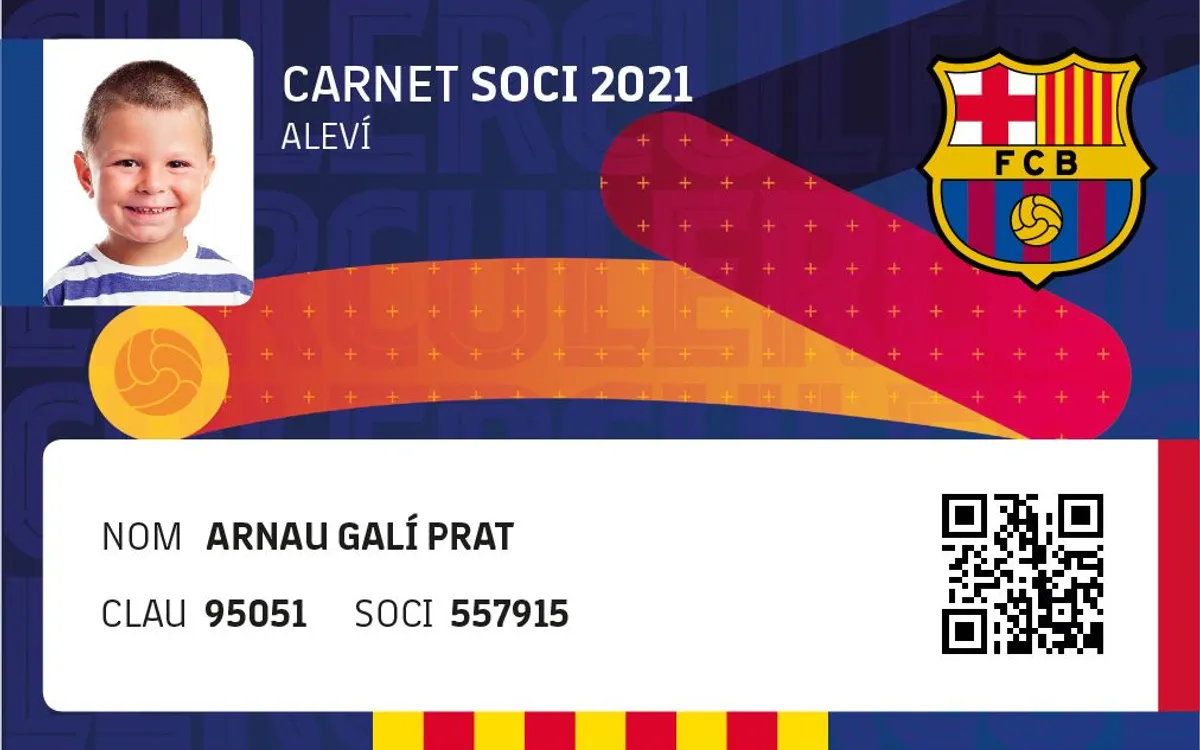 CARNET SOCI 2021
ALEVÍ
FCB
NOM ARNAU GALÍ PRAT
CLAU 95051 SOCI 557915